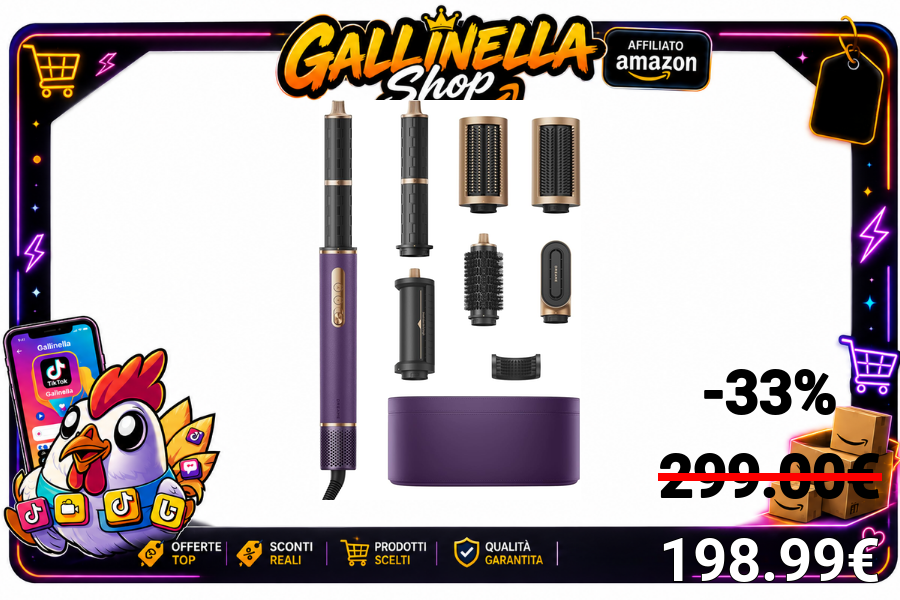 GALLINELLA
Shop
AFFILIATO
amazon
Gallinella
TikTok
Gallinella
-33%
299.00€
198.99€
OFFERTE
TOP
SCONTI
REALI
PRODOTTI
SCELTI
QUALITÀ
GARANTITA